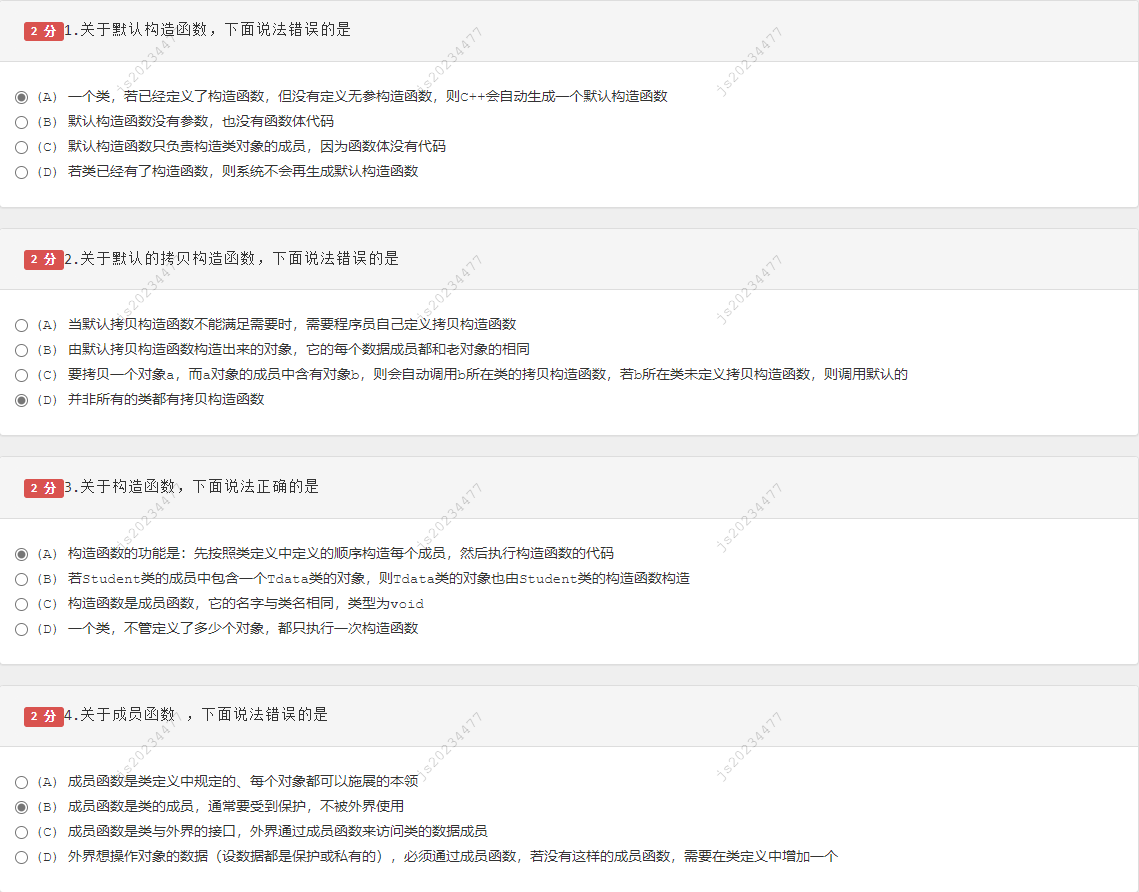 2 分 1.关于默认构造函数，下面说法错误的是
(A) 一个类，若已经定义了构造函数，但没有定义无参构造函数，则C++会自动生成一个默认构造函数
(B) 默认构造函数没有参数，也没有函数体代码
(C) 默认构造函数只负责构造类对象的成员，因为函数体没有代码
(D) 若类已经有了构造函数，则系统不会再生成默认构造函数
js20234477 js20234477 js20234477
2 分 2.关于默认的拷贝构造函数，下面说法错误的是
(A) 当默认拷贝构造函数不能满足需要时，需要程序员自己定义拷贝构造函数
(B) 由默认拷贝构造函数构造出来的对象，它的每个数据成员都和老对象的相同
(C) 要拷贝一个对象a，而a对象的成员中含有对象b，则会自动调用b所在类的拷贝构造函数，若b所在类未定义拷贝构造函数，则调用默认的
(D) 并非所有的类都有拷贝构造函数
js20234477 js20234477 js20234477
2 分 3.关于构造函数，下面说法正确的是
(A) 构造函数的功能是：先按照类定义中定义的顺序构造每个成员，然后执行构造函数的代码
(B) 若Student类的成员中包含一个Tdata类的对象，则Tdata类的对象也由Student类的构造函数构造
(C) 构造函数是成员函数，它的名字与类名相同，类型为void
(D) 一个类，不管定义了多少个对象，都只执行一次构造函数
js20234477 js20234477 js20234477
2 分 4.关于成员函数 ，下面说法错误的是
(A) 成员函数是类定义中规定的、每个对象都可以施展的本领
(B) 成员函数是类的成员，通常要受到保护，不被外界使用
(C) 成员函数是类与外界的接口，外界通过成员函数来访问类的数据成员
(D) 外界想操作对象的数据（设数据都是保护或私有的），必须通过成员函数，若没有这样的成员函数，需要在类定义中增加一个
js20234477 js20234477 js20234477